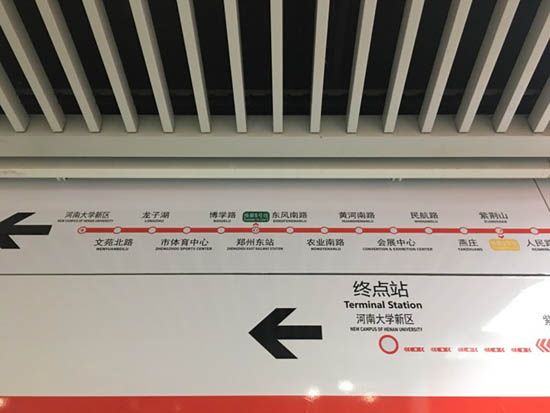 河南大学新区
NEW CAMPUS OF HENAN UNIVERSITY
龙子湖
LONGZIHU
博学路
BOXUELU
东风南路
DONGFENGNANLU
黄河南路
HUANGHENANLU
民航路
MINHANGLU
紫荆山
ZIJINGSHAN
文苑北路
WENYUANBEILU
市体育中心
ZHENGZHOU SPORTS CENTER
郑州东站
ZHENGZHOU EAST RAILWAY STATION
农业南路
NONGYENANLU
会展中心
CONVENTION & EXHIBITION CENTER
燕庄
YANZHUANG
人民路
终点站
Terminal Station
河南大学新区
NEW CAMPUS OF HENAN UNIVERSITY
紫